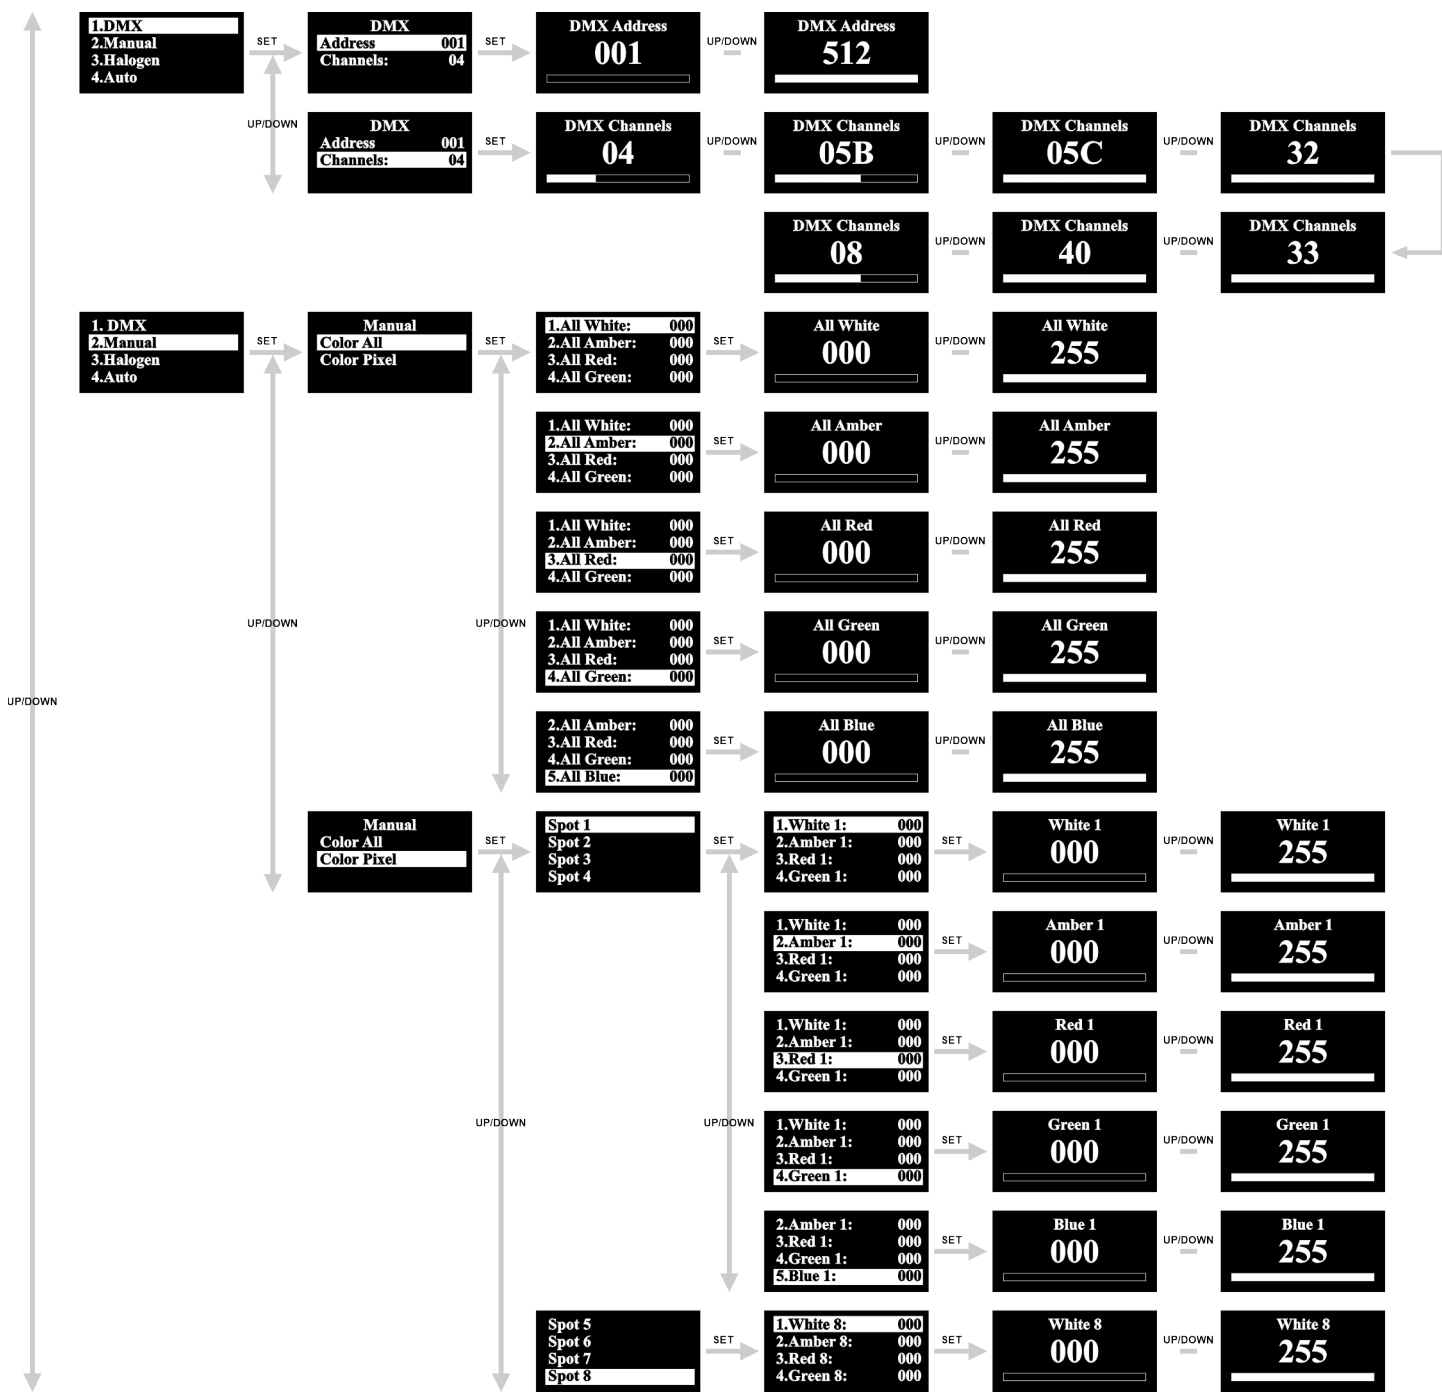 1.DMX
2.Manual
3.Halogen
4.Auto
SET
DMX
Address 001
Channels: 04
SET
DMX Address
001
UP/DOWN
DMX Address
512
UP/DOWN
DMX
Address 001
Channels: 04
SET
DMX Channels
04
UP/DOWN
DMX Channels
05B
UP/DOWN
DMX Channels
05C
UP/DOWN
DMX Channels
32
DMX Channels
08
UP/DOWN
DMX Channels
40
UP/DOWN
DMX Channels
33
1. DMX
2.Manual
3.Halogen
4.Auto
SET
Manual
Color All
Color Pixel
SET
1.All White: 000
2.All Amber: 000
3.All Red: 000
4.All Green: 000
SET
All White
000
UP/DOWN
All White
255
1.All White: 000
2.All Amber: 000
3.All Red: 000
4.All Green: 000
SET
All Amber
000
UP/DOWN
All Amber
255
1.All White: 000
2.All Amber: 000
3.All Red: 000
4.All Green: 000
SET
All Red
000
UP/DOWN
All Red
255
UP/DOWN
UP/DOWN
1.All White: 000
2.All Amber: 000
3.All Red: 000
4.All Green: 000
SET
All Green
000
UP/DOWN
All Green
255
UP/DOWN
2.All Amber: 000
3.All Red: 000
4.All Green: 000
5.All Blue: 000
SET
All Blue
000
UP/DOWN
All Blue
255
Manual
Color All
Color Pixel
SET
Spot 1
Spot 2
Spot 3
Spot 4
SET
1.White 1: 000
2.Amber 1: 000
3.Red 1: 000
4.Green 1: 000
SET
White 1
000
UP/DOWN
White 1
255
1.White 1: 000
2.Amber 1: 000
3.Red 1: 000
4.Green 1: 000
SET
Amber 1
000
UP/DOWN
Amber 1
255
1.White 1: 000
2.Amber 1: 000
3.Red 1: 000
4.Green 1: 000
SET
Red 1
000
UP/DOWN
Red 1
255
UP/DOWN
UP/DOWN
1.White 1: 000
2.Amber 1: 000
3.Red 1: 000
4.Green 1: 000
SET
Green 1
000
UP/DOWN
Green 1
255
2.Amber 1: 000
3.Red 1: 000
4.Green 1: 000
5.Blue 1: 000
SET
Blue 1
000
UP/DOWN
Blue 1
255
Spot 5
Spot 6
Spot 7
Spot 8
SET
1.White 8: 000
2.Amber 8: 000
3.Red 8: 000
4.Green 8: 000
SET
White 8
000
UP/DOWN
White 8
255